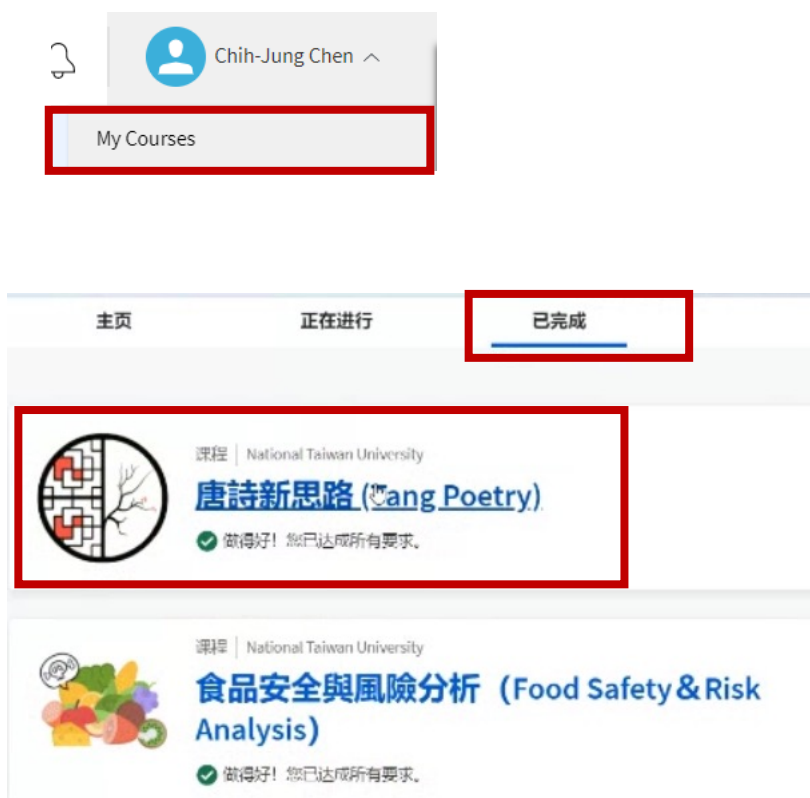 Chih-Jung Chen
My Courses
主页 正在进行 已完成
课程 | National Taiwan University
唐詩新思路 (Tang Poetry)
做得好! 您已达成所有要求。
课程 | National Taiwan University
食品安全與風險分析 (Food Safety&Risk
Analysis)
做得好! 您已达成所有要求。